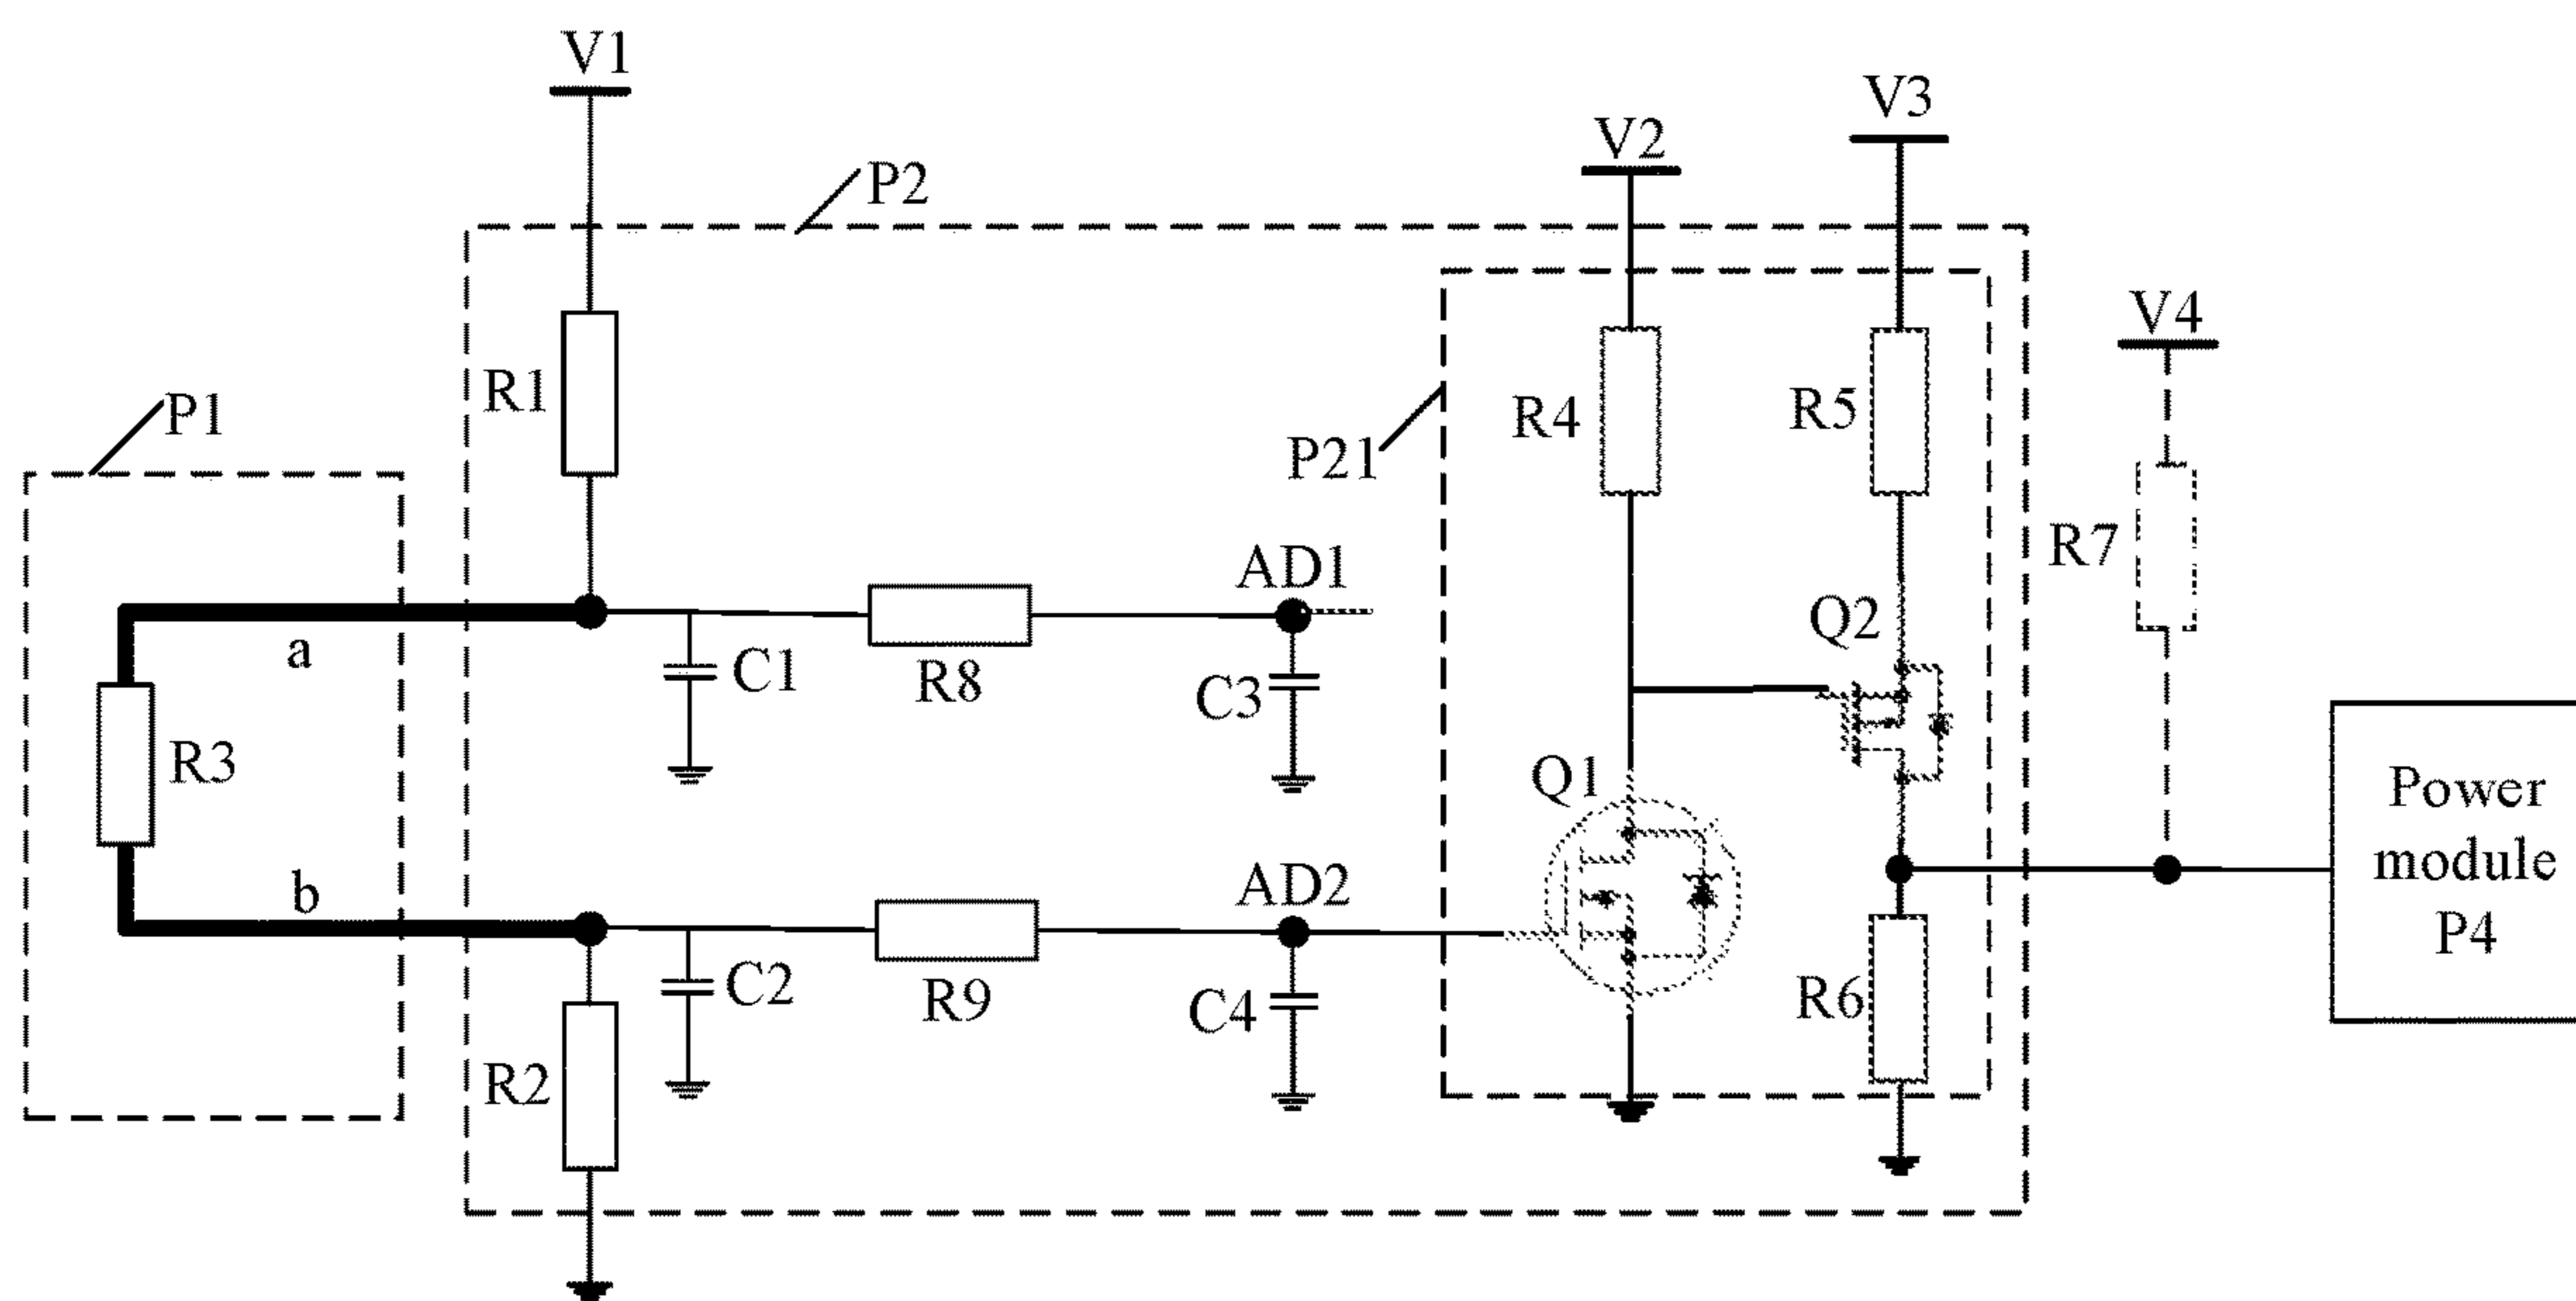 V1
V3
V2
P2
V4
R1
R4
R5
P1
P21
R7
AD1
Q2
a
C1
R8
C3
R3
Q1
Power
module
P4
b
AD2
C2
R9
C4
R6
R2